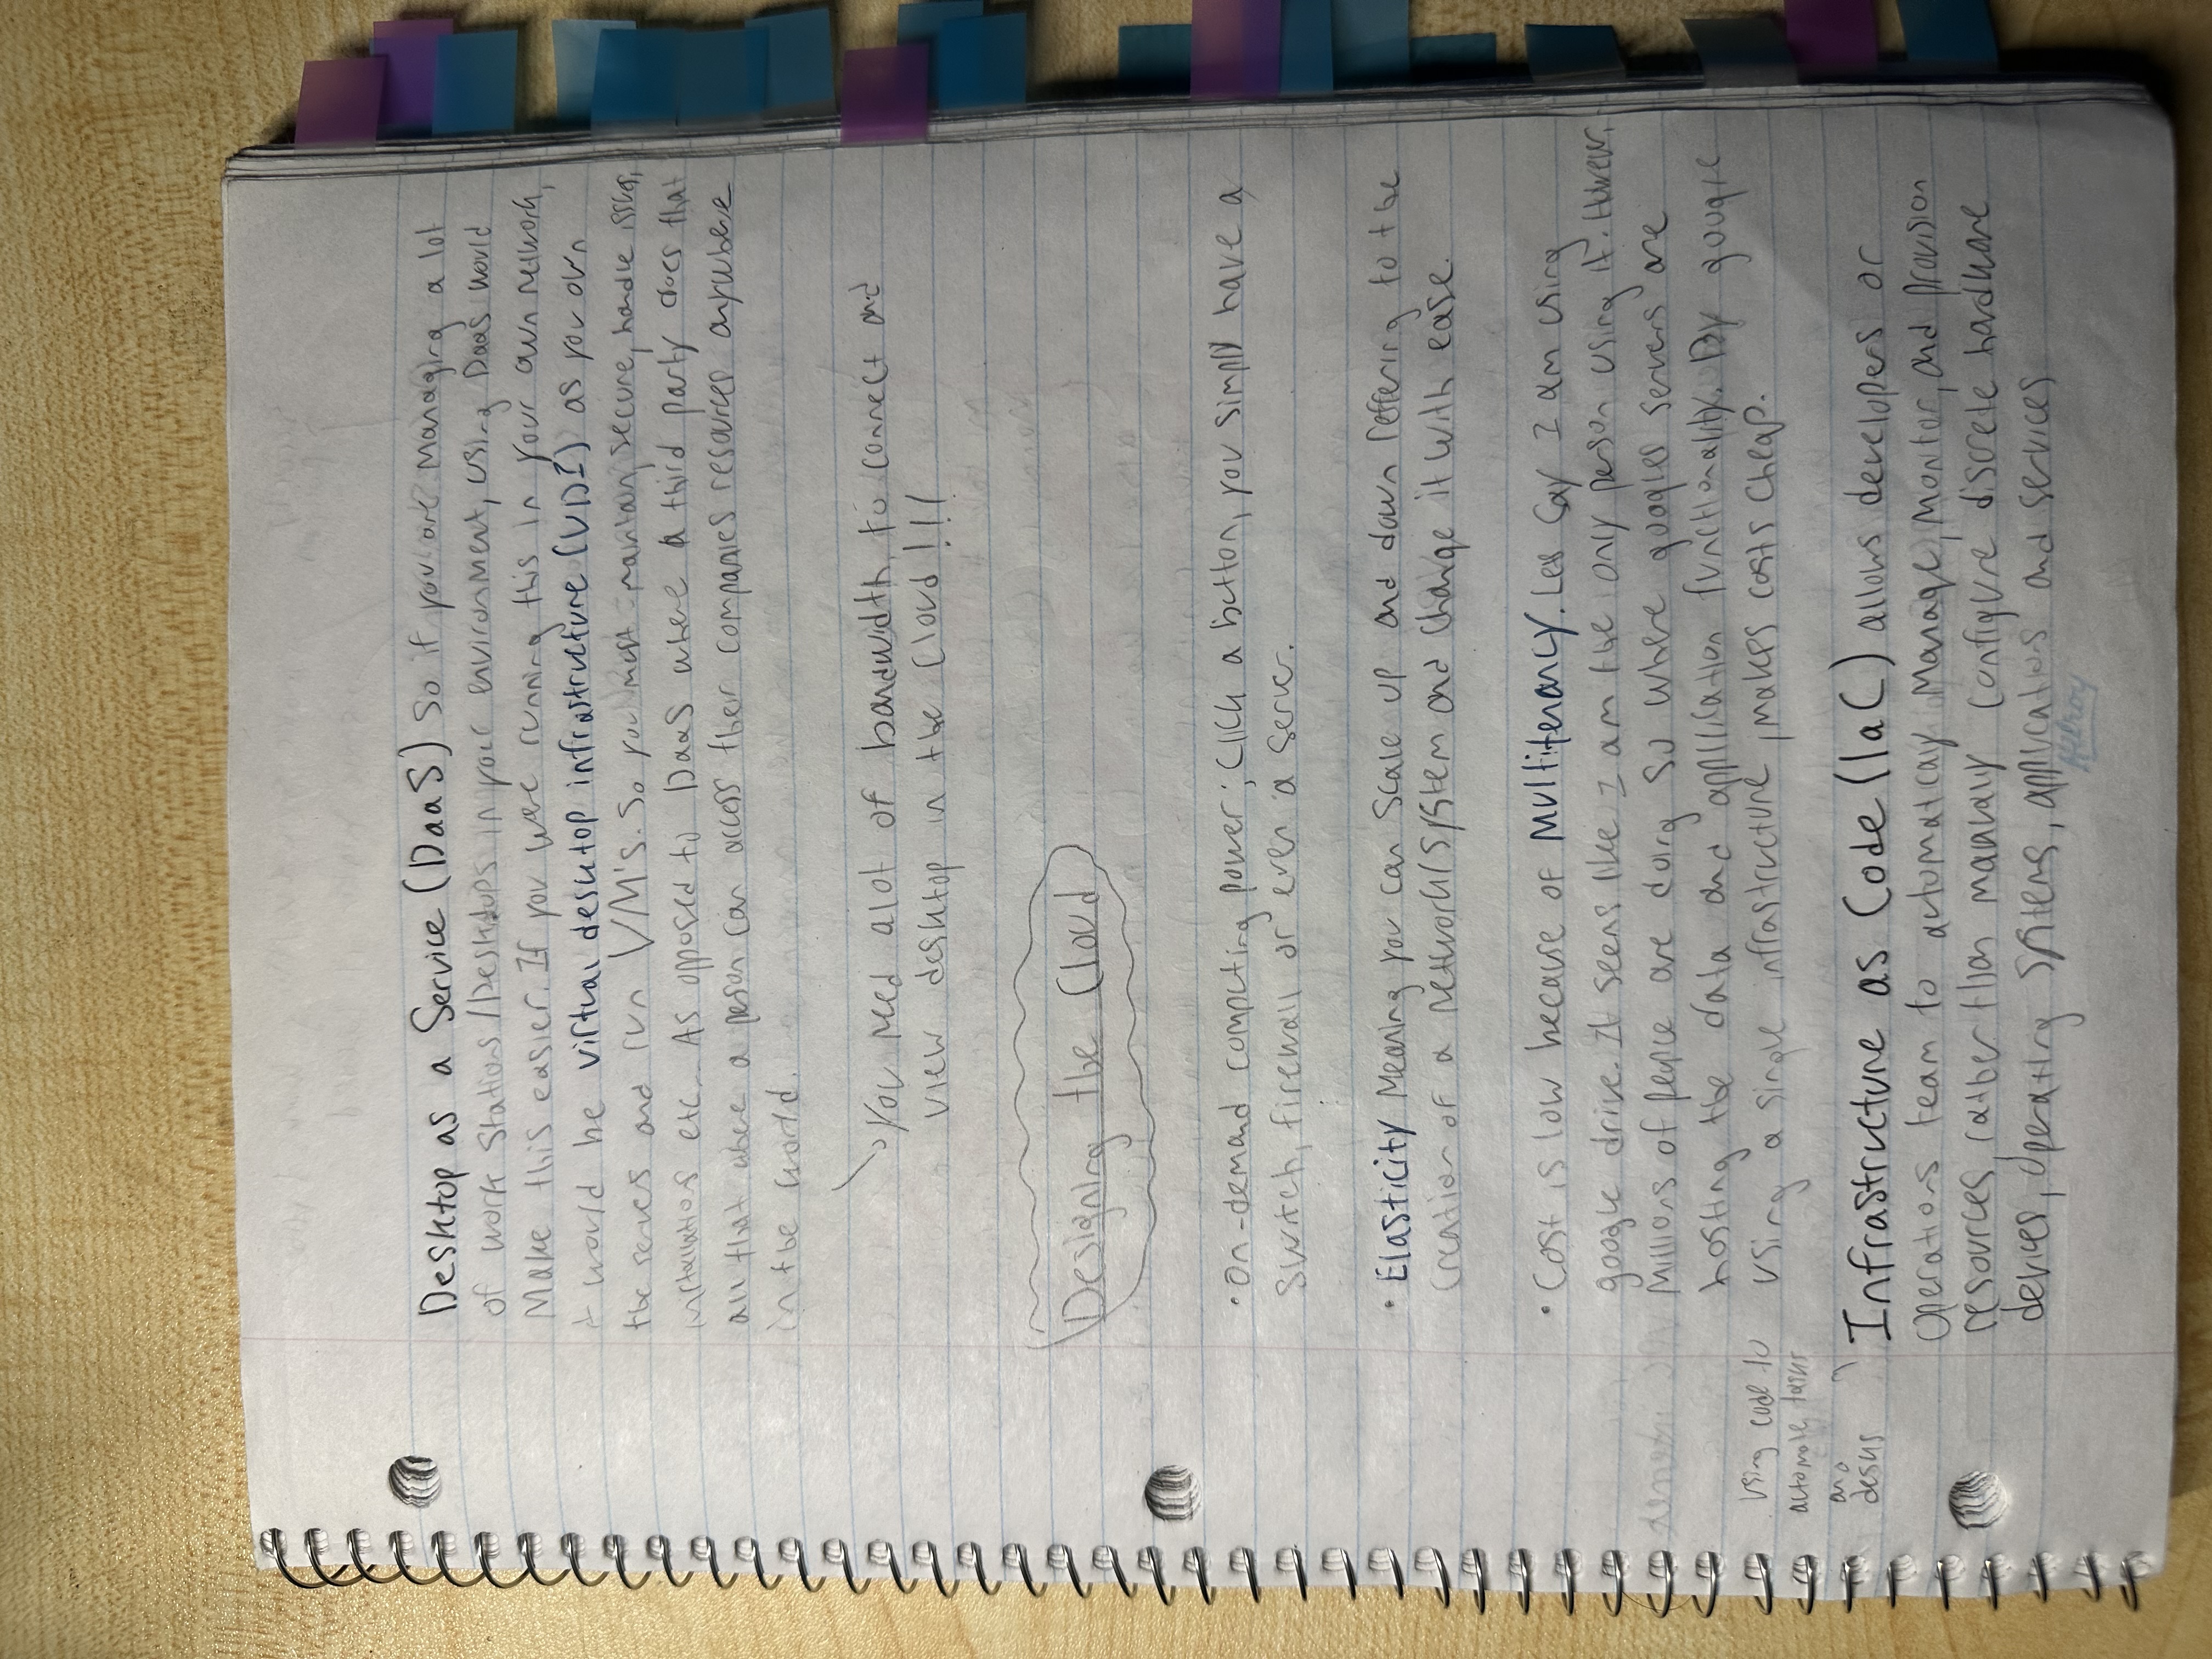 Desktop as a Service (DaaS) So if you are managing a lot
of work stations/Desktops in your environment, using DaaS would
Make this easier. If you were running this in your own network,
it would be virtual desktop infrastructure (VDI) as you own
the servers and run VM's. So you must maintain, secure, handle issues,
installations etc... As opposed to DaaS where a third party does that
all that where a person can access their companies resources anywhere
in the world.
You need alot of bandwidth to connect and
view desktop in the Cloud!!!
Designing the Cloud
• On-demand computing power; Click a button, you simply have a
switch, firewall or even a server.
• Elasticity Meaning you can scale up and down reffering to the
creation of a network/system and change it with ease.
• Cost is low because of Multitenancy. Lets say I am using
google drive. It seems like I am the only person using it. However,
millions of people are doing so where googles servers are
hosting the data and application functionality. By google
using a single infrastructure, makes costs cheap.
using code to
automate tasks
and
Infrastructure as Code (IaC) allows developers or
operations team to automaticaly manage, monitor, and provision
resources, rather than manualy configure discrete hardware
devices, operating systems, applications and services
Hilroy